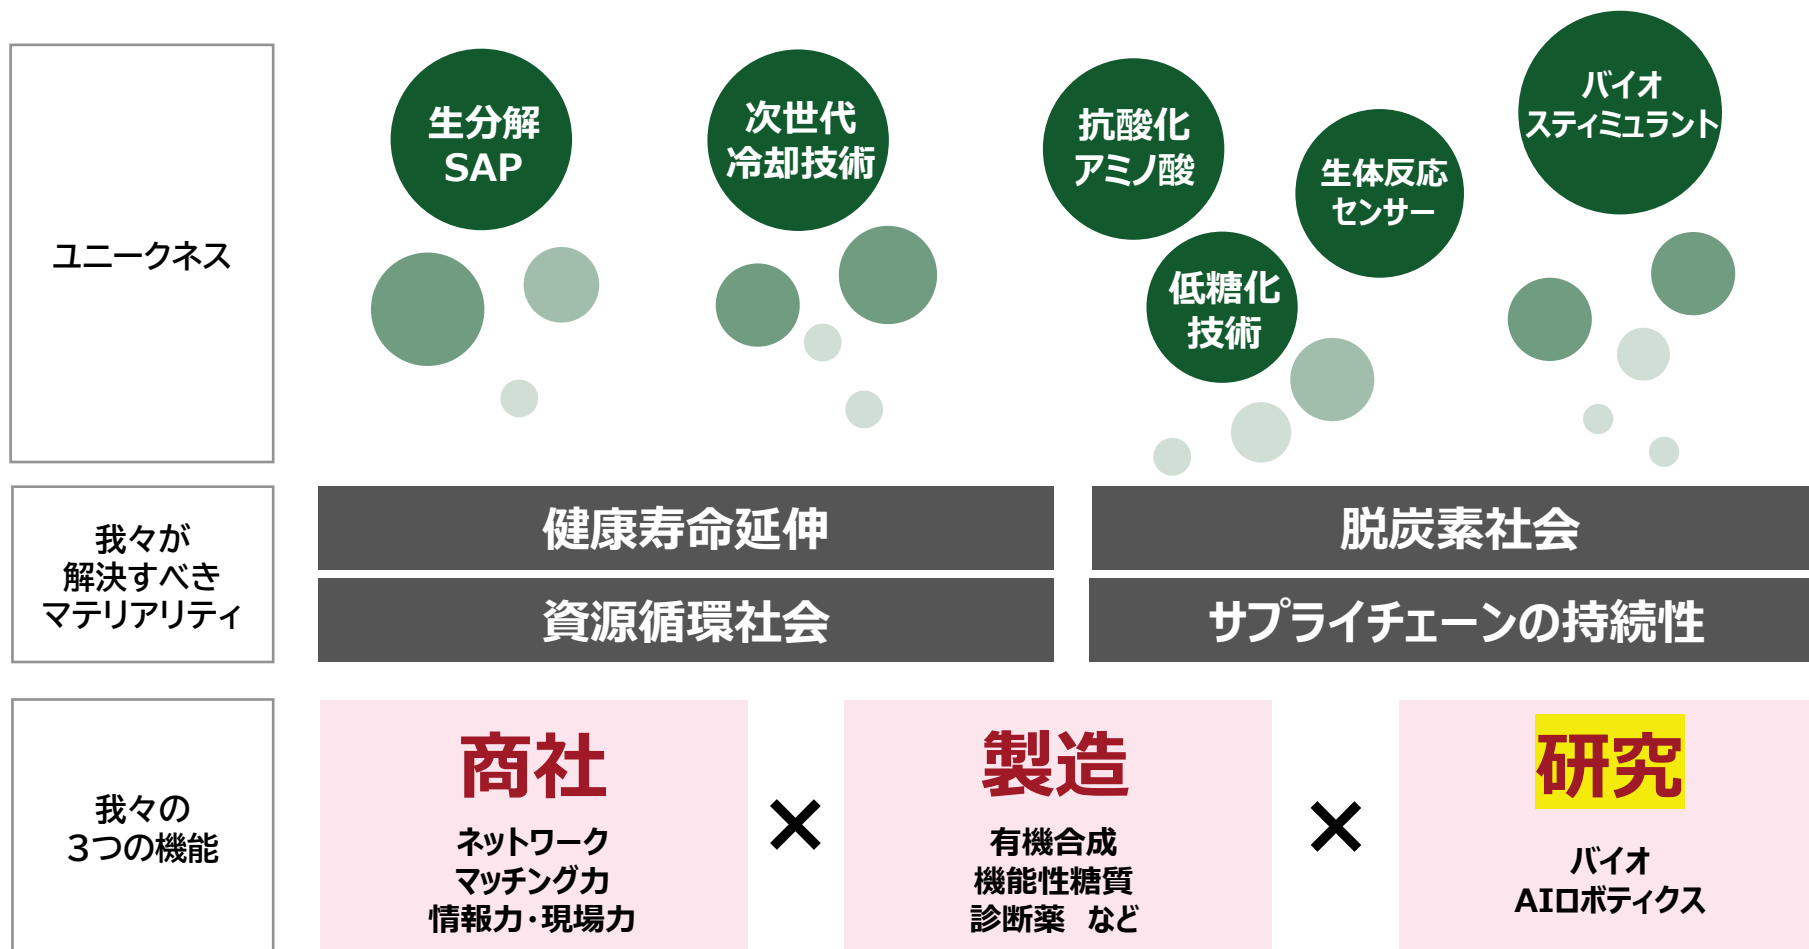 ユニークネス
生分解
SAP
次世代
冷却技術
抗酸化
アミノ酸
低糖化
技術
生体反応
センサー
バイオ
スティミュラント
我々が
解決すべき
マテリアリティ
健康寿命延伸
脱炭素社会
資源循環社会
サプライチェーンの持続性
我々の
3つの機能
商社
ネットワーク
マッチング力
情報力・現場力
×
製造
有機合成
機能性糖質
診断薬 など
×
研究
バイオ
AIロボティクス